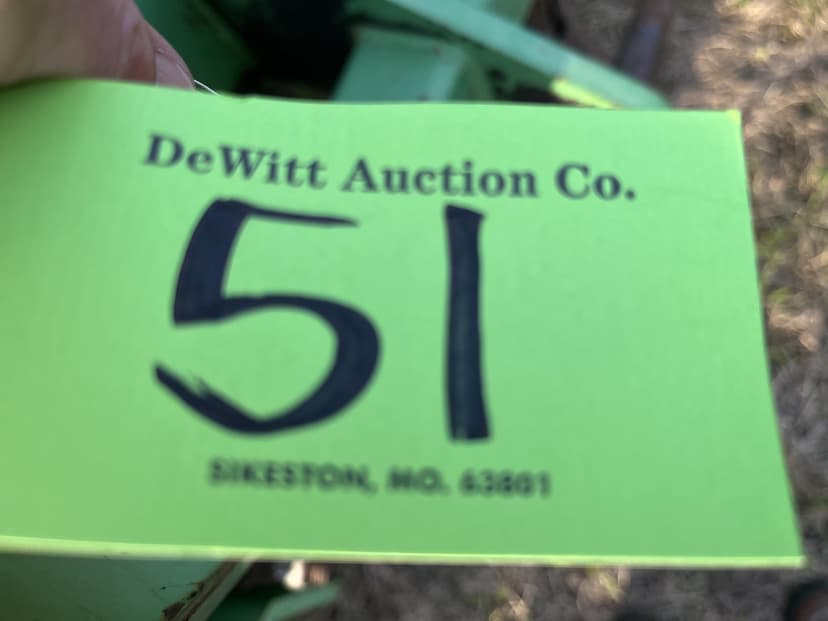 DeWitt Auction Co.
51
SIKESTON, MO. 63801